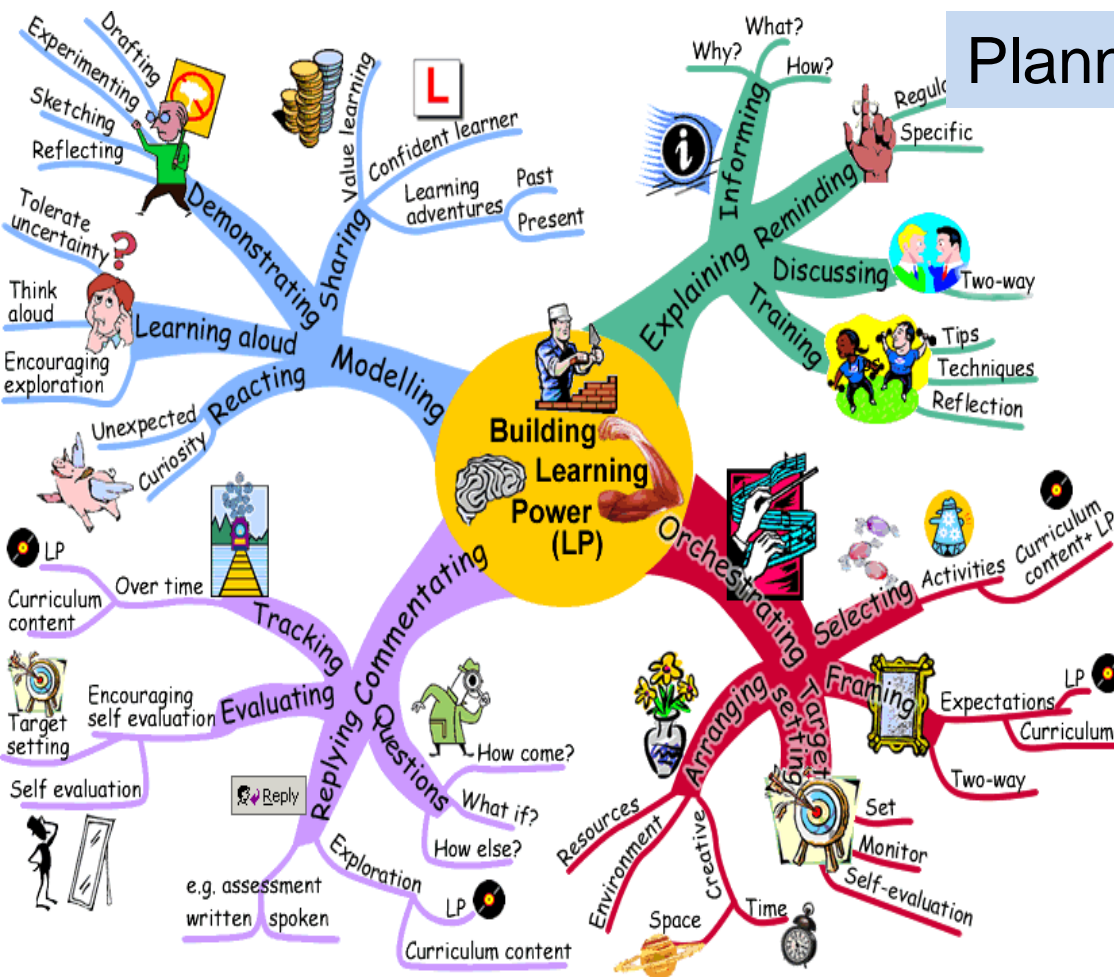 Plann
Building
Learning
Power
(LP)
Modelling
Demonstrating
Drafting
Experimenting
Sketching
Reflecting
Sharing
Value learning
L
Confident learner
Learning
adventures
Past
Present
Learning aloud
Tolerate
uncertainty
?
Think
aloud
Encouraging
exploration
Reacting
Unexpected
Curiosity
Explaining
Informing
i
Why?
What?
How?
Reminding
Regula
Specific
Discussing
Two-way
Training
Tips
Techniques
Reflection
Orchestrating
Selecting
Activities
Curriculum
content+ LP
Framing
Expectations
LP
Curriculum
Two-way
Target
setting
Set
Monitor
Self-evaluation
Arranging
Resources
Environment
Creative
Space
Time
Commentating
Tracking
Over time
LP
Curriculum
content
Evaluating
Encouraging
self evaluation
Target
setting
Self evaluation
Questions
How come?
What if?
How else?
Replying
Reply
e.g. assessment
written
spoken
Exploration
LP
Curriculum content